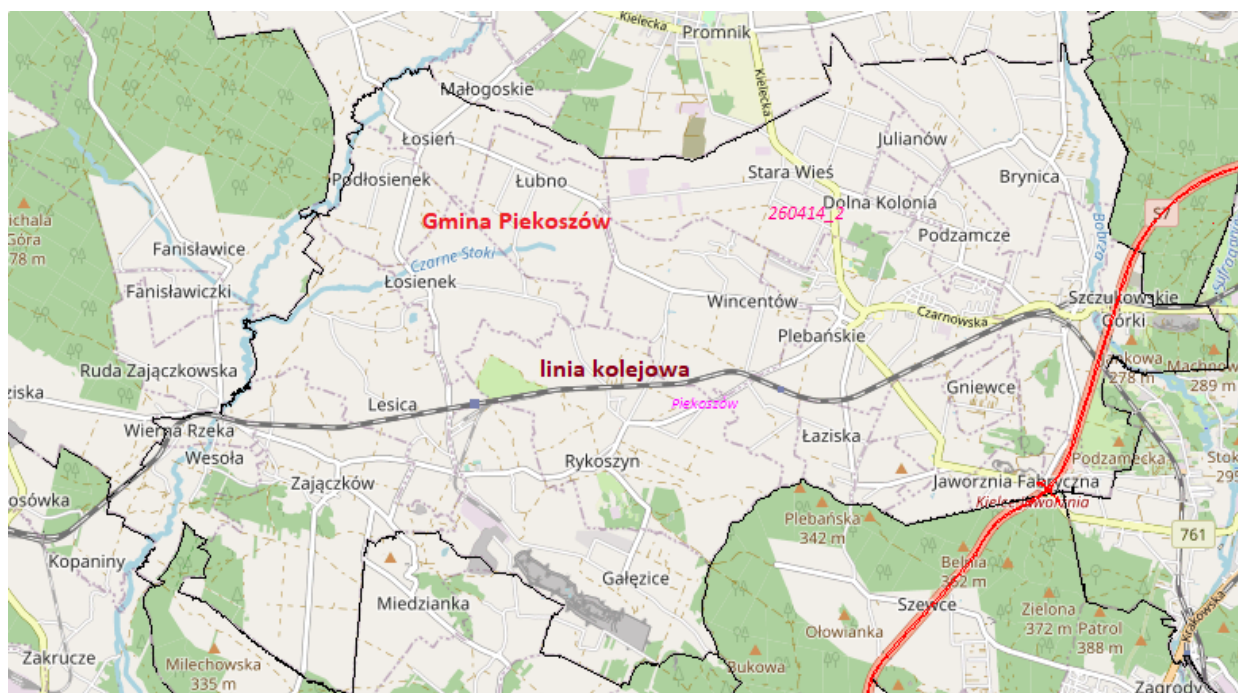 Kielecka
Promnik
Małogoskie
Kielecka
Łosień
Julianów
Podłosienek
Łubno
Stara Wieś
Brynica
Dolna Kolonia
S7
Gmina Piekoszów
260414_2
Góra
Fanisławice
Podzamcze
Bobrza
Czarne Stoki
Łosienek
Fanisławiczki
Wincentów
Szczukowskie
Górki
Czarnowska
Plebańskie
Ruda Zajączkowska
linia kolejowa
278 m
289 m
Gniewce
Lesica
Piekoszów
Wierna Rzeka
Łaziska
Wesoła
Rykoszyn
Podzamecka
Zajączków
Jaworznia Fabryczna
Plebańska
342 m
761
Kopaniny
Gałęzice
Miedzianka
Szewce
Zielona
372 m
Patrol
388 m
Ołowianka
Krakowska
Zakrucze
Milechowska
335 m
Bukowa
Zagrody